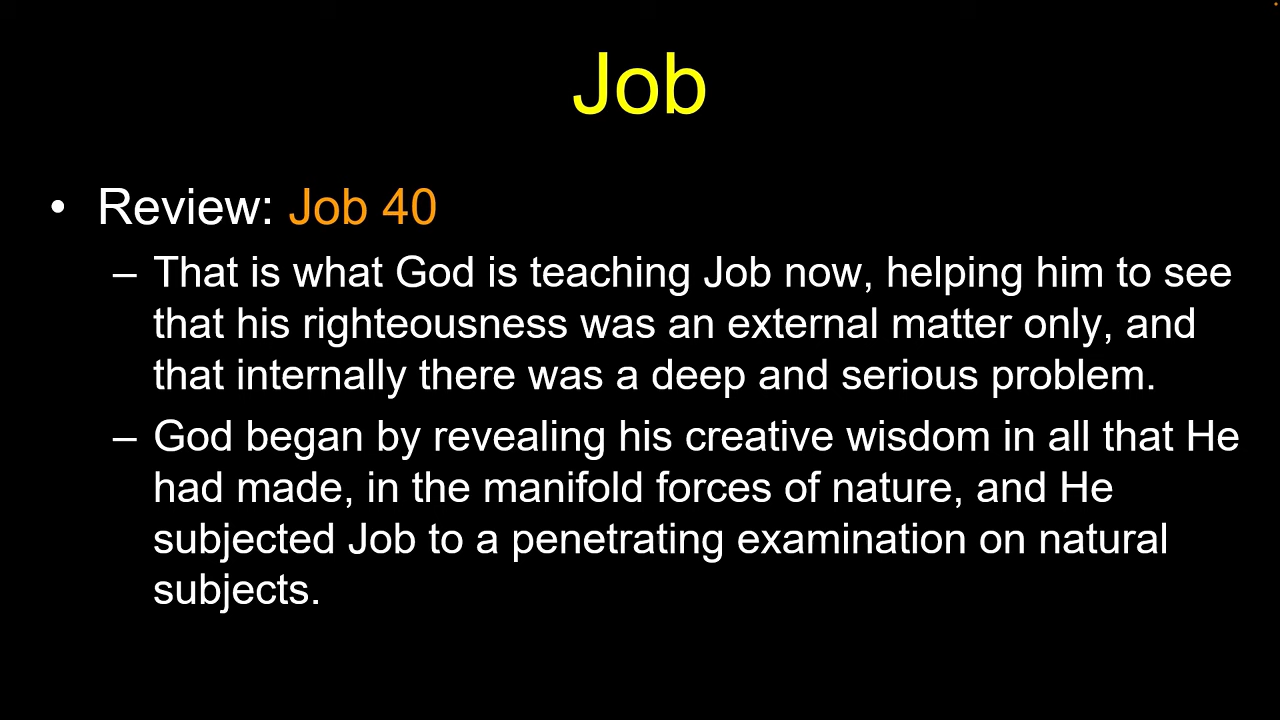 Job
• Review: Job 40
– That is what God is teaching Job now, helping him to see
that his righteousness was an external matter only, and
that internally there was a deep and serious problem.
– God began by revealing his creative wisdom in all that He
had made, in the manifold forces of nature, and He
subjected Job to a penetrating examination on natural
subjects.